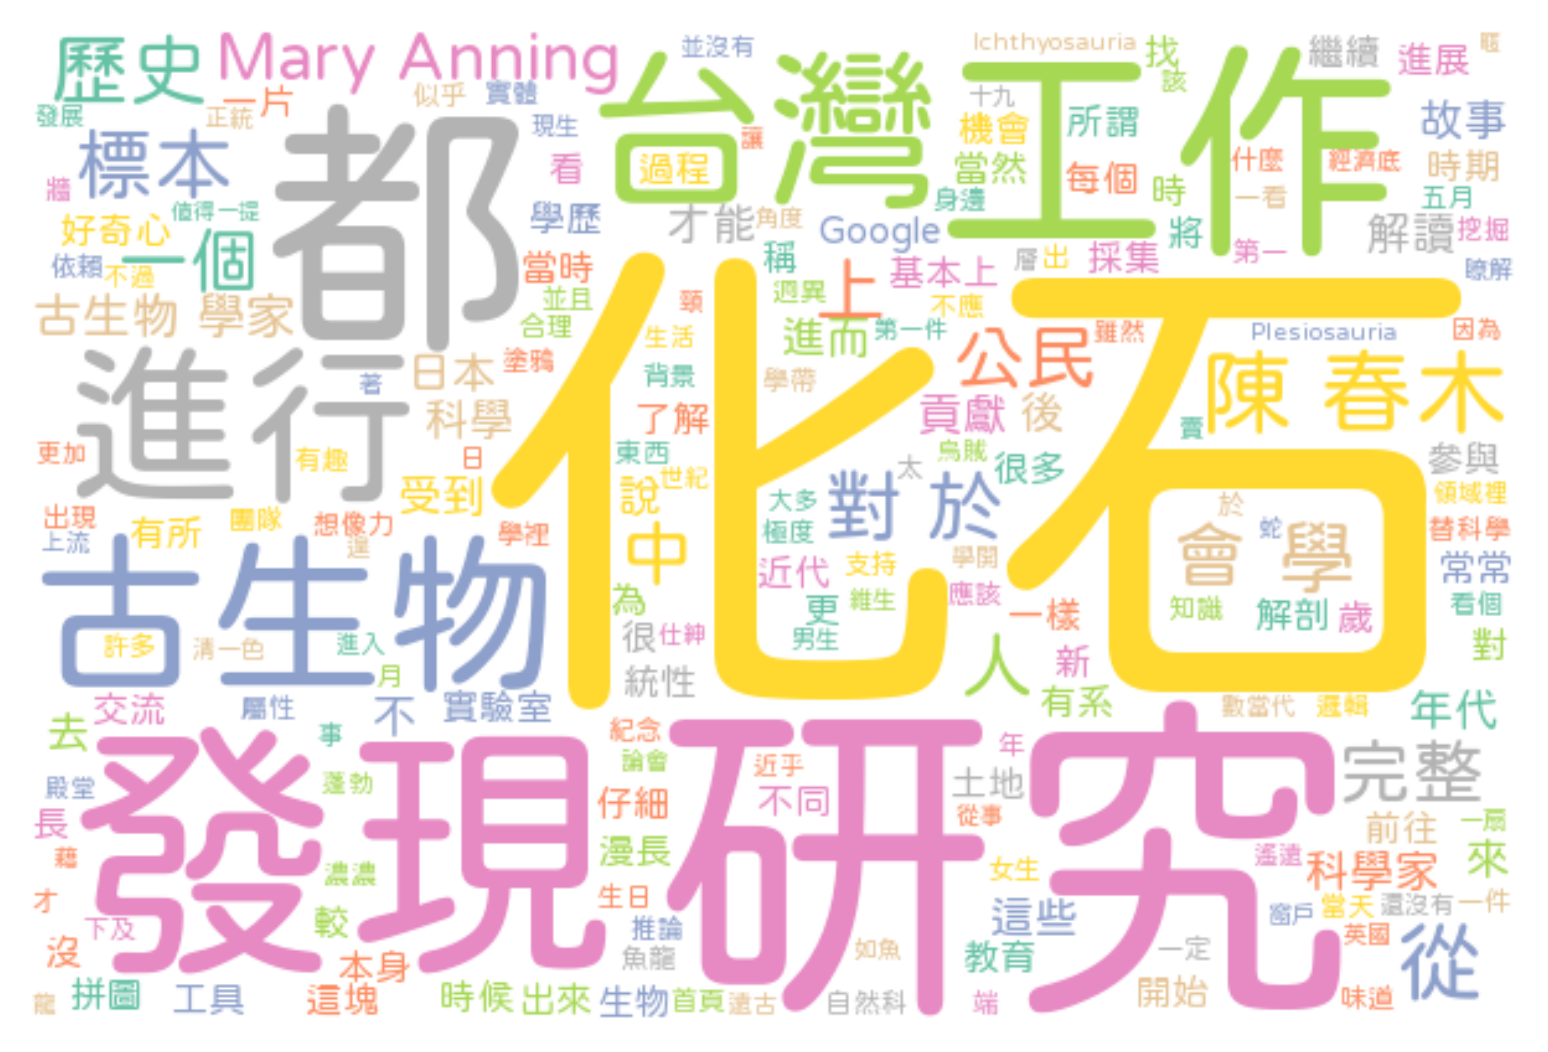 歷史 Mary Anning 並沒有 Ichthyosauria 找 繼續 進展
發展 正統 一片 似乎 實體 台灣 工作 十九 該
標本 都 現生 讓 機會 所謂 故事
牆 看 過程 當然 每個 什麼 經濟底 時期
好奇心 值得一提 學歷 才能 角度 身邊 時 一看 五月
一個 Google 將 解讀 挖掘
依賴 不過 當時 稱 上 基本上 層 出 採集 第一 瞭解
古生物 學家 並且 迥異 不應
合理 頸 生活 進而 第一件 公民 雖然 Plesiosauria 因為
進行 日本 塗鴉 背景 學帶 化石 陳 春木
著 科學 了解 貢獻 後 賣
更加 有趣 日 東西 世紀 太 烏賊 很多 參與
受到 說 大多 對 於 於 領域裡
出現 有所 團隊 想像力 學裡 極度 會 學 蛇 替科學
上流 中 近代 支持 學開 常常
古生物 為 更 維生 應該 一樣 知識 解剖 歲 看個
許多 清一色 進入 很 仕紳 男生 人 新 對
月 統性
交流 屬性 不 實驗室 有系 數當代 邏輯 年代
去 事 紀念 年 完整
殿堂 發現 蓬勃 論會 研究 近乎 土地
長 仔細 不同 從事 前往 一扇
藉 濃濃 漫長 女生 遙遠 科學家 來
才 下及 較 生日 這些 窗戶 當天 還沒有 一件
沒 本身 推論 魚龍 如魚 教育 一定 英國 從
龍 拼圖 工具 這塊 時候 出來 生物 首頁 遠古 自然科 端 開始 味道